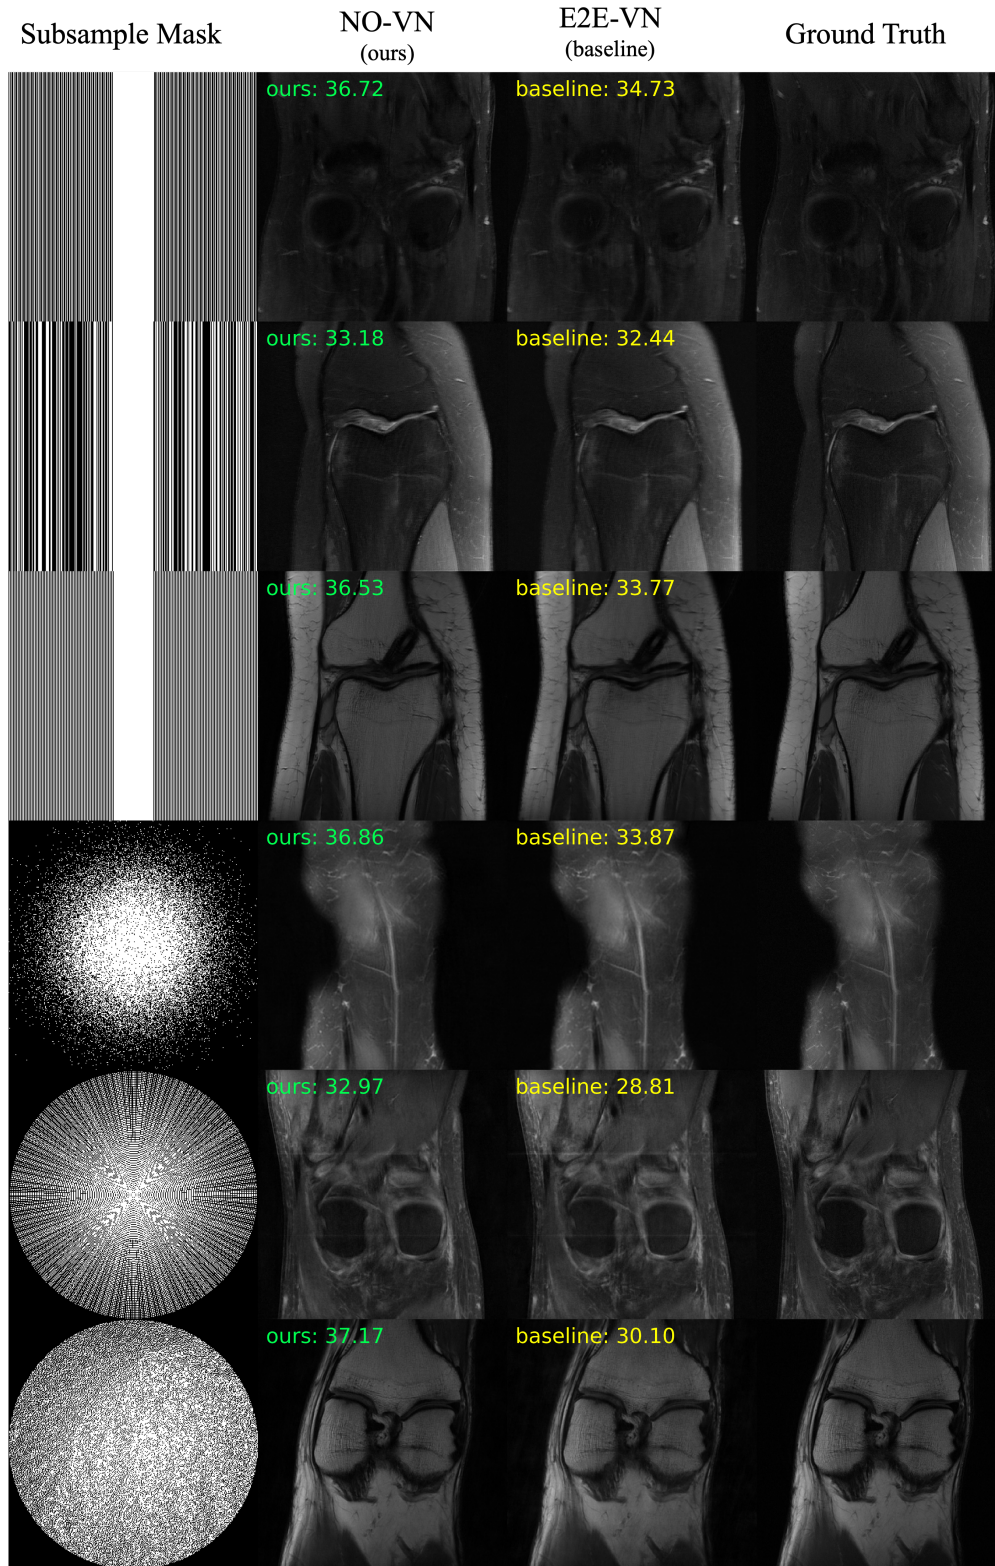 Subsample Mask
NO-VN
(ours)
E2E-VN
(baseline)
Ground Truth
ours: 36.72
baseline: 34.73
ours: 33.18
baseline: 32.44
ours: 36.53
baseline: 33.77
ours: 36.86
baseline: 33.87
ours: 32.97
baseline: 28.81
ours: 37.17
baseline: 30.10